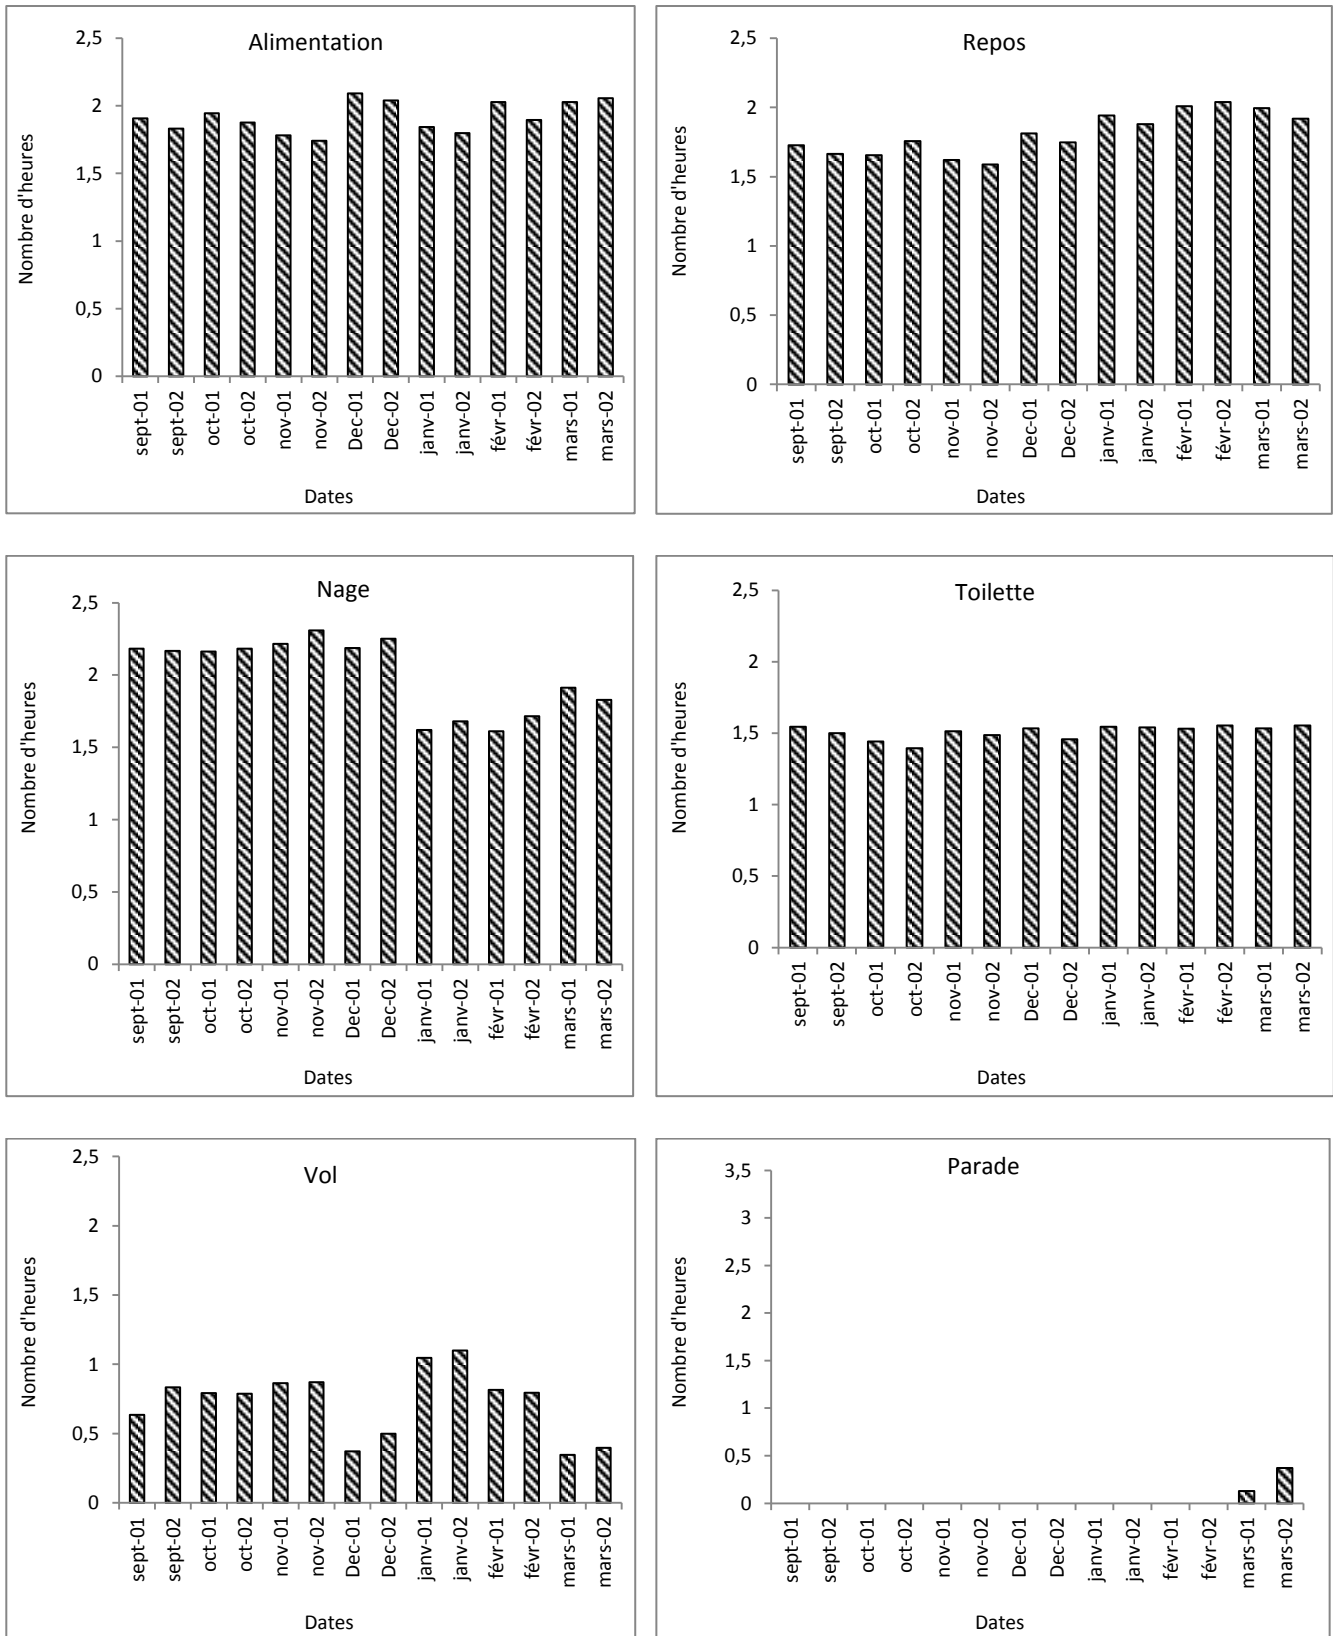 Alimentation
Nombre d'heures
2,5
2
1,5
1
0,5
0
sept-01
sept-02
oct-01
oct-02
nov-01
nov-02
Dec-01
Dec-02
janv-01
janv-02
févr-01
févr-02
mars-01
mars-02
Dates
Repos
Nombre d'heures
2,5
2
1,5
1
0,5
0
sept-01
sept-02
oct-01
oct-02
nov-01
nov-02
Dec-01
Dec-02
janv-01
janv-02
févr-01
févr-02
mars-01
mars-02
Dates
Nage
Nombre d'heures
2,5
2
1,5
1
0,5
0
sept-01
sept-02
oct-01
oct-02
nov-01
nov-02
Dec-01
Dec-02
janv-01
janv-02
févr-01
févr-02
mars-01
mars-02
Dates
Toilette
Nombre d'heures
2,5
2
1,5
1
0,5
0
sept-01
sept-02
oct-01
oct-02
nov-01
nov-02
Dec-01
Dec-02
janv-01
janv-02
févr-01
févr-02
mars-01
mars-02
Dates
Vol
Nombre d'heures
2,5
2
1,5
1
0,5
0
sept-01
sept-02
oct-01
oct-02
nov-01
nov-02
Dec-01
Dec-02
janv-01
janv-02
févr-01
févr-02
mars-01
mars-02
Dates
Parade
Nombre d'heures
3,5
3
2,5
2
1,5
1
0,5
0
sept-01
sept-02
oct-01
oct-02
nov-01
nov-02
Dec-01
Dec-02
janv-01
janv-02
févr-01
févr-02
mars-01
mars-02
Dates